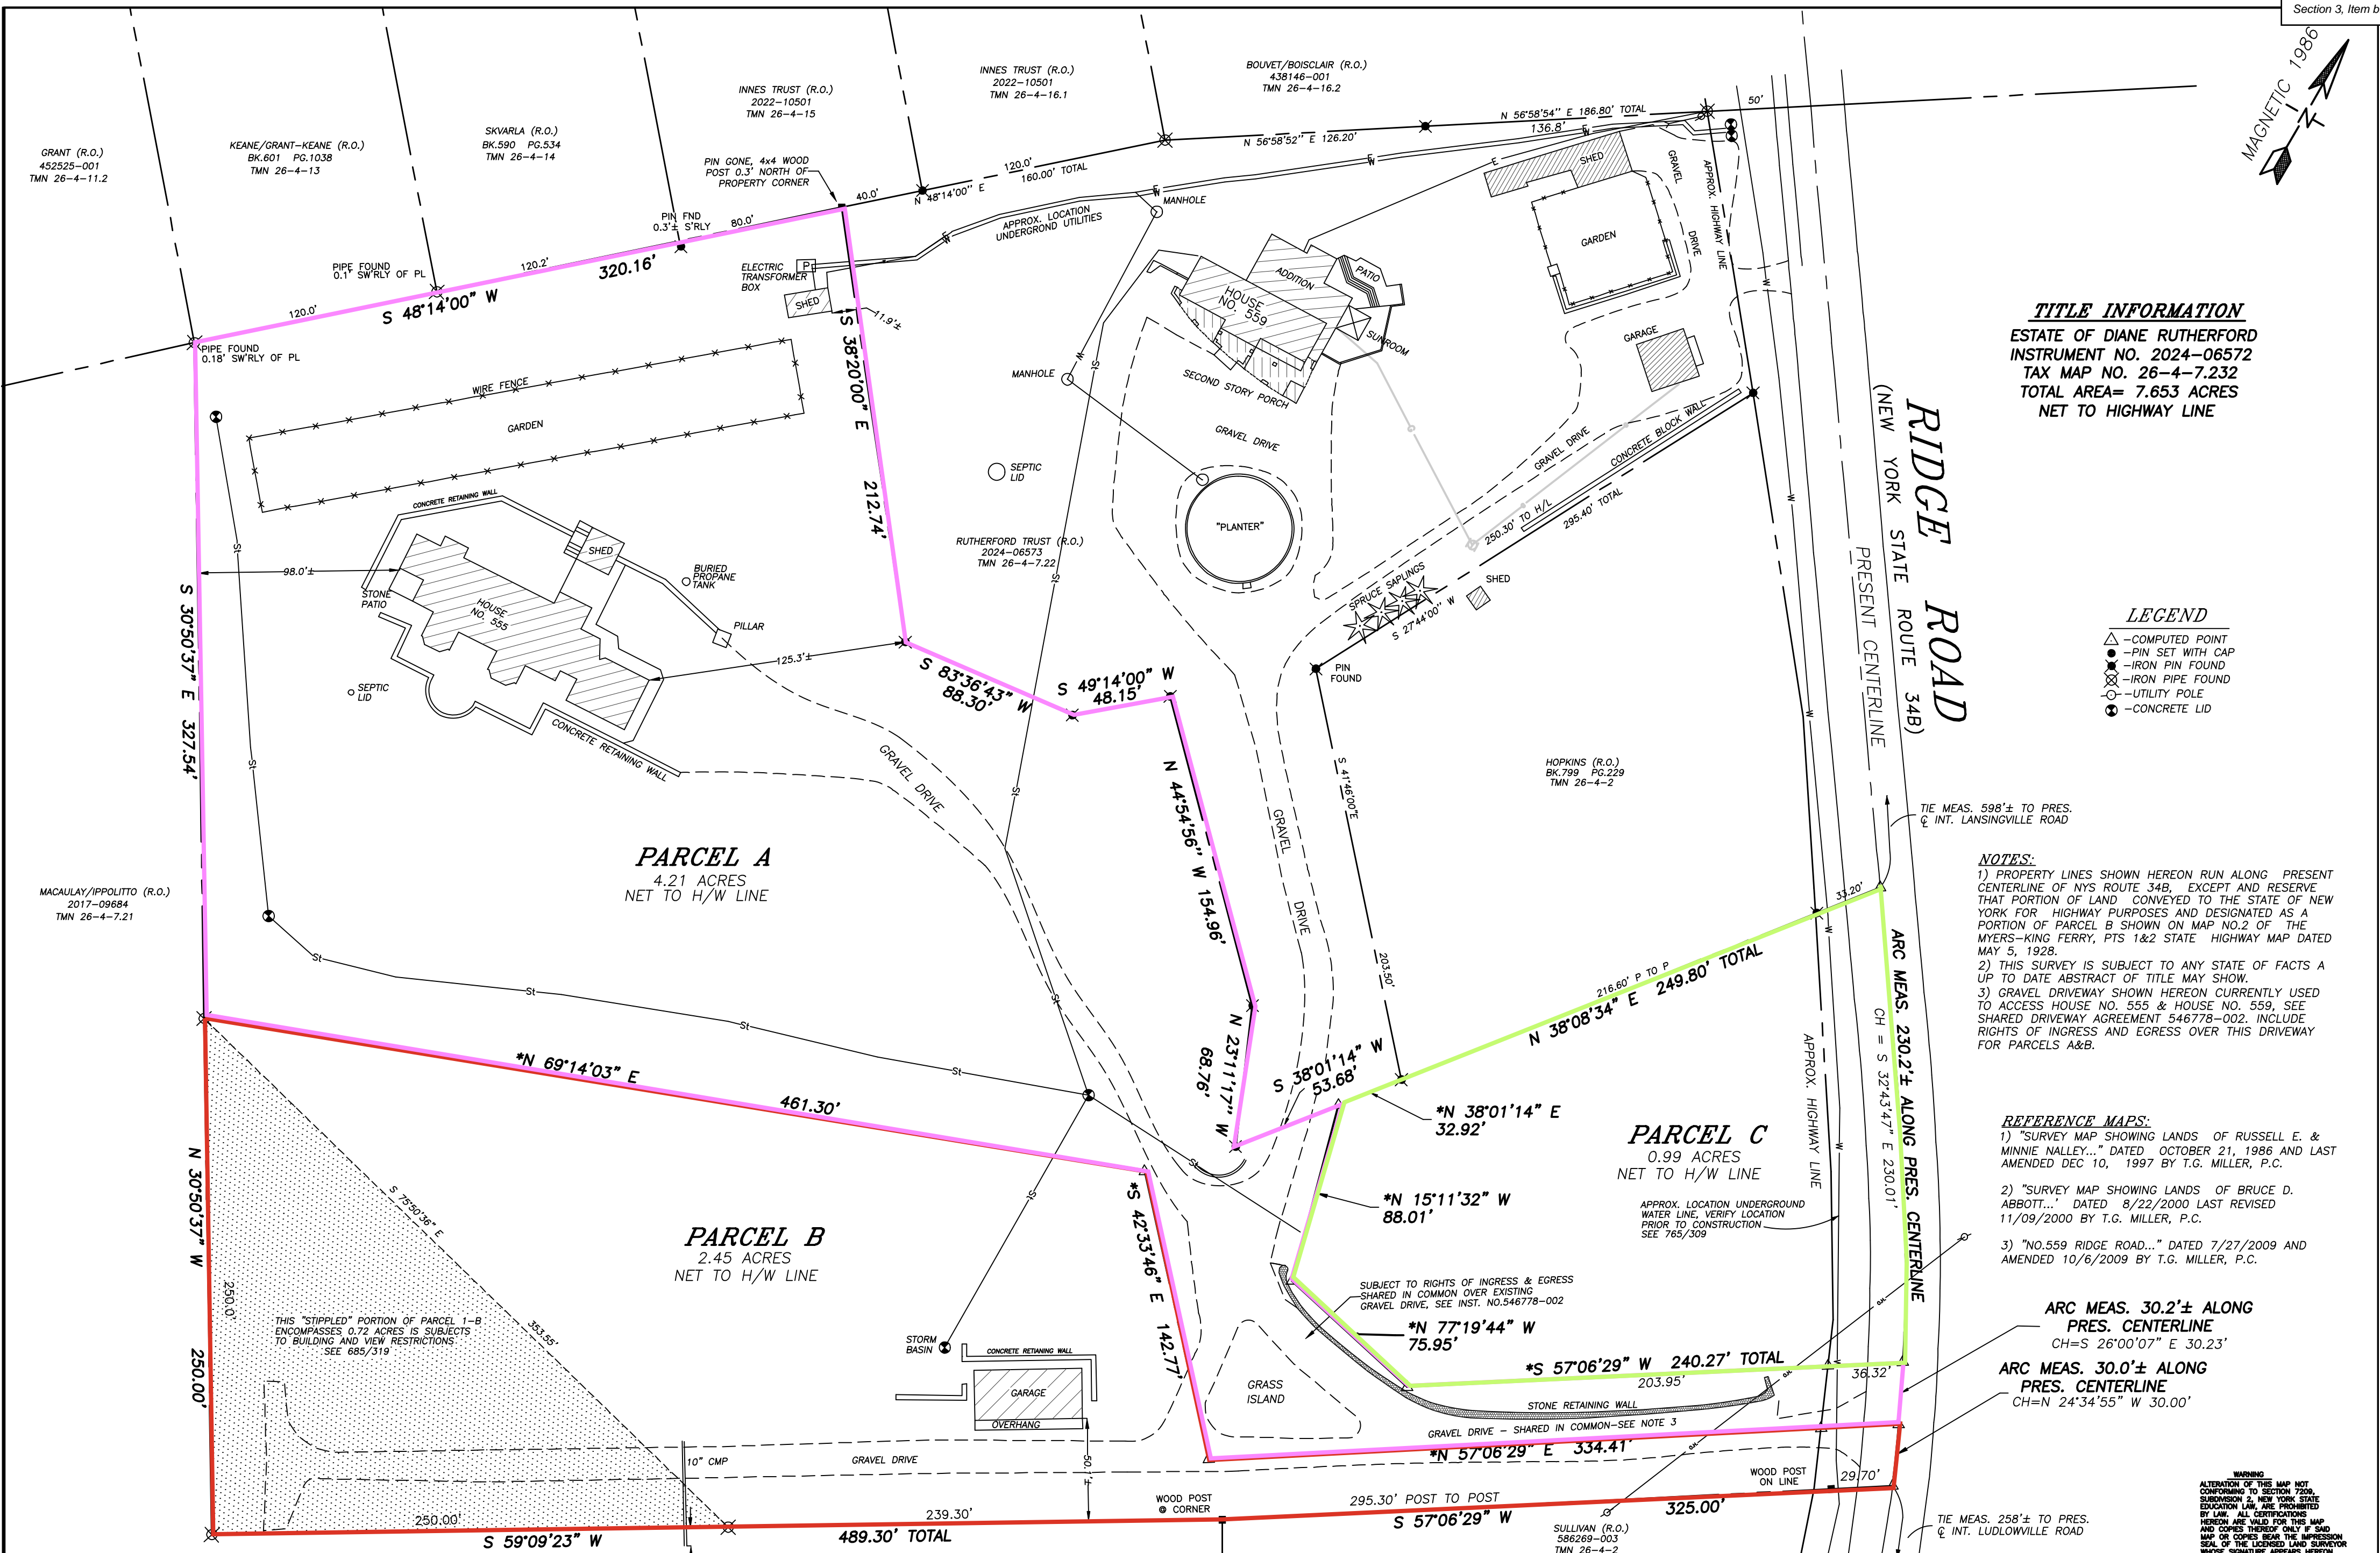 Section 3, Item b
MAGNETIC 1986
N
GRANT (R.O.)
452525-001
TMN 26-4-11.2
KEANE/GRANT-KEANE (R.O.)
BK.601 PG.1038
TMN 26-4-13
SKVARLA (R.O.)
BK.590 PG.534
TMN 26-4-14
INNES TRUST (R.O.)
2022-10501
TMN 26-4-15
INNES TRUST (R.O.)
2022-10501
TMN 26-4-16.1
BOUVET/BOISCLAIR (R.O.)
438146-001
TMN 26-4-16.2
PIN GONE, 4x4 WOOD
POST 0.3' NORTH OF
PROPERTY CORNER
40.0'
N 48°14'00" E
120.0'
160.00' TOTAL
N 56°58'52" E 126.20'
N 56°58'54" E 186.80' TOTAL
136.8'
50'
PIN FND
0.3'± S'RLY
80.0'
PIPE FOUND
0.1' SW'RLY OF PL
120.2'
320.16'
120.0'
S 48°14'00" W
PIPE FOUND
0.18' SW'RLY OF PL
ELECTRIC
TRANSFORMER
BOX
P
SHED
11.9'±
APPROX. LOCATION
UNDERGROND UTILITIES
MANHOLE
MANHOLE
SHED
GRAVEL
DRIVE
GARDEN
APPROX. HIGHWAY LINE
PATIO
ADDITION
HOUSE
NO. 559
SUNROOM
SECOND STORY PORCH
GARAGE
GRAVEL DRIVE
GRAVEL DRIVE
CONCRETE BLOCK WALL
"PLANTER"
250.30' TO H/L
295.40' TOTAL
SPRUCE SAPLINGS
S 27°44'00" W
SHED
PIN
FOUND
SEPTIC
LID
RUTHERFORD TRUST (R.O.)
2024-06573
TMN 26-4-7.22
S 38°20'00" E
212.74'
WIRE FENCE
GARDEN
CONCRETE RETAINING WALL
SHED
BURIED
PROPANE
TANK
PILLAR
98.0'±
STONE
PATIO
HOUSE
NO. 555
SEPTIC
LID
125.3'±
CONCRETE RETAINING WALL
S 30°50'37" E 327.54'
S 83°36'43" W
88.30'
S 49°14'00" W
48.15'
N 44°54'56" W 154.96'
N 23°11'17" W
68.76'
S 38°01'14" W
53.68'
S 41°46'00"E
203.50'
GRAVEL DRIVE
GRAVEL
DRIVE
HOPKINS (R.O.)
BK.799 PG.229
TMN 26-4-2
PARCEL A
4.21 ACRES
NET TO H/W LINE
MACAULAY/IPPOLITTO (R.O.)
2017-09684
TMN 26-4-7.21
*N 69°14'03" E
461.30'
TITLE INFORMATION
ESTATE OF DIANE RUTHERFORD
INSTRUMENT NO. 2024-06572
TAX MAP NO. 26-4-7.232
TOTAL AREA= 7.653 ACRES
NET TO HIGHWAY LINE
RIDGE ROAD
(NEW YORK STATE ROUTE 34B)
PRESENT CENTERLINE
LEGEND
-COMPUTED POINT
-PIN SET WITH CAP
-IRON PIN FOUND
-IRON PIPE FOUND
-UTILITY POLE
-CONCRETE LID
TIE MEAS. 598'± TO PRES.
℄ INT. LANSINGVILLE ROAD
33.20'
216.60' P TO P
N 38°08'34" E 249.80' TOTAL
NOTES:
1) PROPERTY LINES SHOWN HEREON RUN ALONG PRESENT
CENTERLINE OF NYS ROUTE 34B, EXCEPT AND RESERVE
THAT PORTION OF LAND CONVEYED TO THE STATE OF NEW
YORK FOR HIGHWAY PURPOSES AND DESIGNATED AS A
PORTION OF PARCEL B SHOWN ON MAP NO.2 OF THE
MYERS-KING FERRY, PTS 1&2 STATE HIGHWAY MAP DATED
MAY 5, 1928.
2) THIS SURVEY IS SUBJECT TO ANY STATE OF FACTS A
UP TO DATE ABSTRACT OF TITLE MAY SHOW.
3) GRAVEL DRIVEWAY SHOWN HEREON CURRENTLY USED
TO ACCESS HOUSE NO. 555 & HOUSE NO. 559, SEE
SHARED DRIVEWAY AGREEMENT 546778-002. INCLUDE
RIGHTS OF INGRESS AND EGRESS OVER THIS DRIVEWAY
FOR PARCELS A&B.
ARC MEAS. 230.2'± ALONG PRES. CENTERLINE
CH = S 32°43'47" E 230.01'
APPROX. HIGHWAY LINE
*N 38°01'14" E
32.92'
*N 15°11'32" W
88.01'
PARCEL C
0.99 ACRES
NET TO H/W LINE
APPROX. LOCATION UNDERGROUND
WATER LINE, VERIFY LOCATION
PRIOR TO CONSTRUCTION
SEE 765/309
REFERENCE MAPS:
1) "SURVEY MAP SHOWING LANDS OF RUSSELL E. &
MINNIE NALLEY..." DATED OCTOBER 21, 1986 AND LAST
AMENDED DEC 10, 1997 BY T.G. MILLER, P.C.
2) "SURVEY MAP SHOWING LANDS OF BRUCE D.
ABBOTT...' DATED 8/22/2000 LAST REVISED
11/09/2000 BY T.G. MILLER, P.C.
3) "NO.559 RIDGE ROAD..." DATED 7/27/2009 AND
AMENDED 10/6/2009 BY T.G. MILLER, P.C.
SUBJECT TO RIGHTS OF INGRESS & EGRESS
SHARED IN COMMON OVER EXISTING
GRAVEL DRIVE, SEE INST. NO.546778-002
*N 77°19'44" W
75.95'
*S 57°06'29" W 240.27' TOTAL
203.95'
36.32'
ARC MEAS. 30.2'± ALONG
PRES. CENTERLINE
CH=S 26°00'07" E 30.23'
ARC MEAS. 30.0'± ALONG
PRES. CENTERLINE
CH=N 24°34'55" W 30.00'
N 30°50'37" W 250.00'
250.0'
S 75°50'36" E
353.55'
PARCEL B
2.45 ACRES
NET TO H/W LINE
*S 42°33'46" E 142.77'
THIS "STIPPLED" PORTION OF PARCEL 1-B
ENCOMPASSES 0.72 ACRES IS SUBJECTS
TO BUILDING AND VIEW RESTRICTIONS
SEE 685/319
STORM
BASIN
CONCRETE RETIANING WALL
GARAGE
OVERHANG
GRASS
ISLAND
STONE RETAINING WALL
GRAVEL DRIVE - SHARED IN COMMON-SEE NOTE 3
*N 57°06'29" E 334.41'
10" CMP
GRAVEL DRIVE
50.1'±
WOOD POST
@ CORNER
WOOD POST
ON LINE
29.70'
250.00'
239.30'
295.30' POST TO POST
325.00'
S 59°09'23" W
489.30' TOTAL
S 57°06'29" W
SULLIVAN (R.O.)
586269-003
TMN 26-4-2
TIE MEAS. 258'± TO PRES.
℄ INT. LUDLOWVILLE ROAD
WARNING
ALTERATION OF THIS MAP NOT
CONFORMING TO SECTION 7209,
SUBDIVISION 2, NEW YORK STATE
EDUCATION LAW, ARE PROHIBITED
BY LAW. ALL CERTIFICATIONS
HEREON ARE VALID FOR THIS MAP
AND COPIES THEREOF ONLY IF SAID
MAP OR COPIES BEAR THE IMPRESSION
SEAL OF THE LICENSED LAND SURVEYOR
WHOSE SIGNATURE APPEARS HEREON